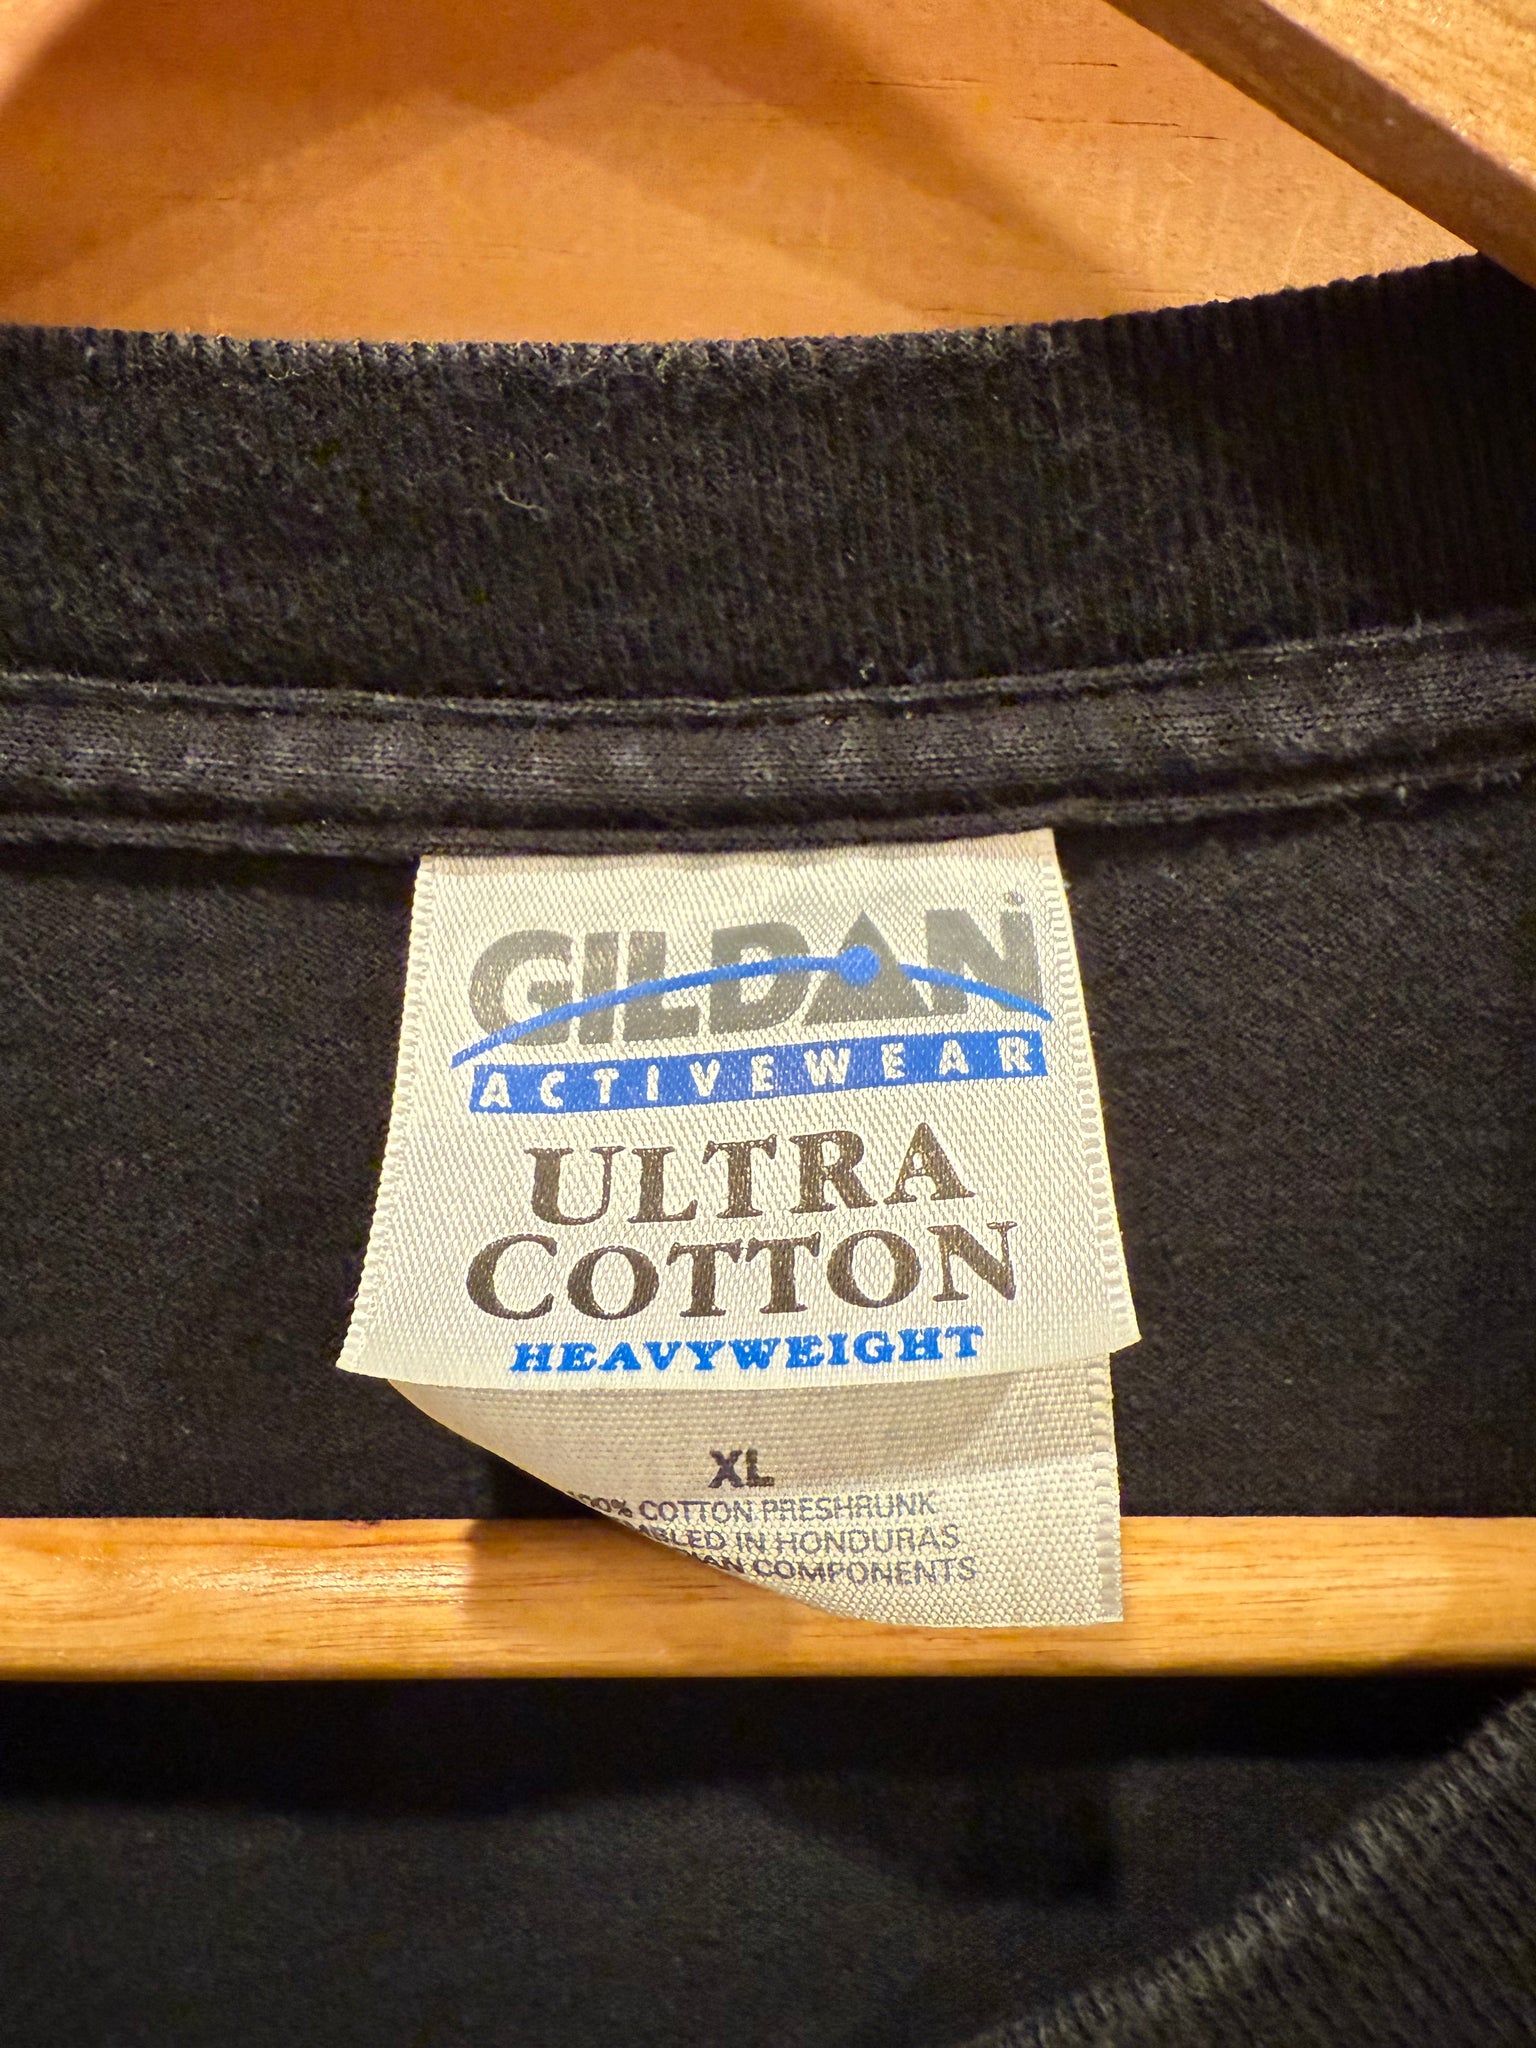 GILDAN®
ACTIVEWEAR
ULTRA
COTTON
HEAVYWEIGHT
XL
COTTON PRESHRUNK
IN HONDURAS
COMPONENTS